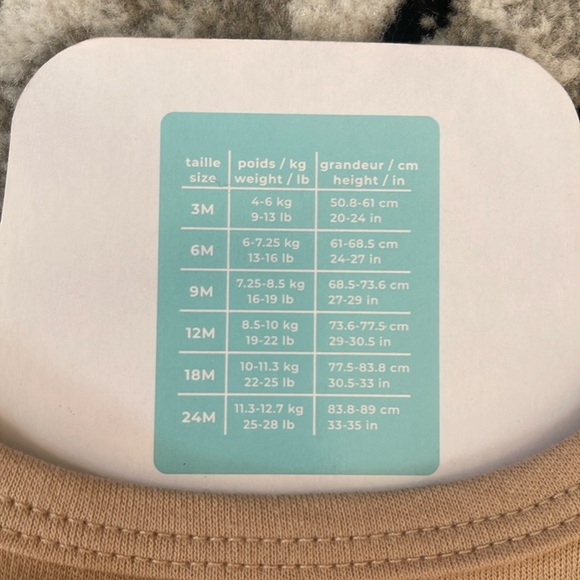 taille poids / kg grandeur / cm
size weight / lb height / in
3M 4-6 kg 50.8-61 cm
9-13 lb 20-24 in
6M 6-7.25 kg 61-68.5 cm
13-16 lb 24-27 in
9M 7.25-8.5 kg 68.5-73.6 cm
16-19 lb 27-29 in
12M 8.5-10 kg 73.6-77.5 cm
19-22 lb 29-30.5 in
18M 10-11.3 kg 77.5-83.8 cm
22-25 lb 30.5-33 in
24M 11.3-12.7 kg 83.8-89 cm
25-28 lb 33-35 in